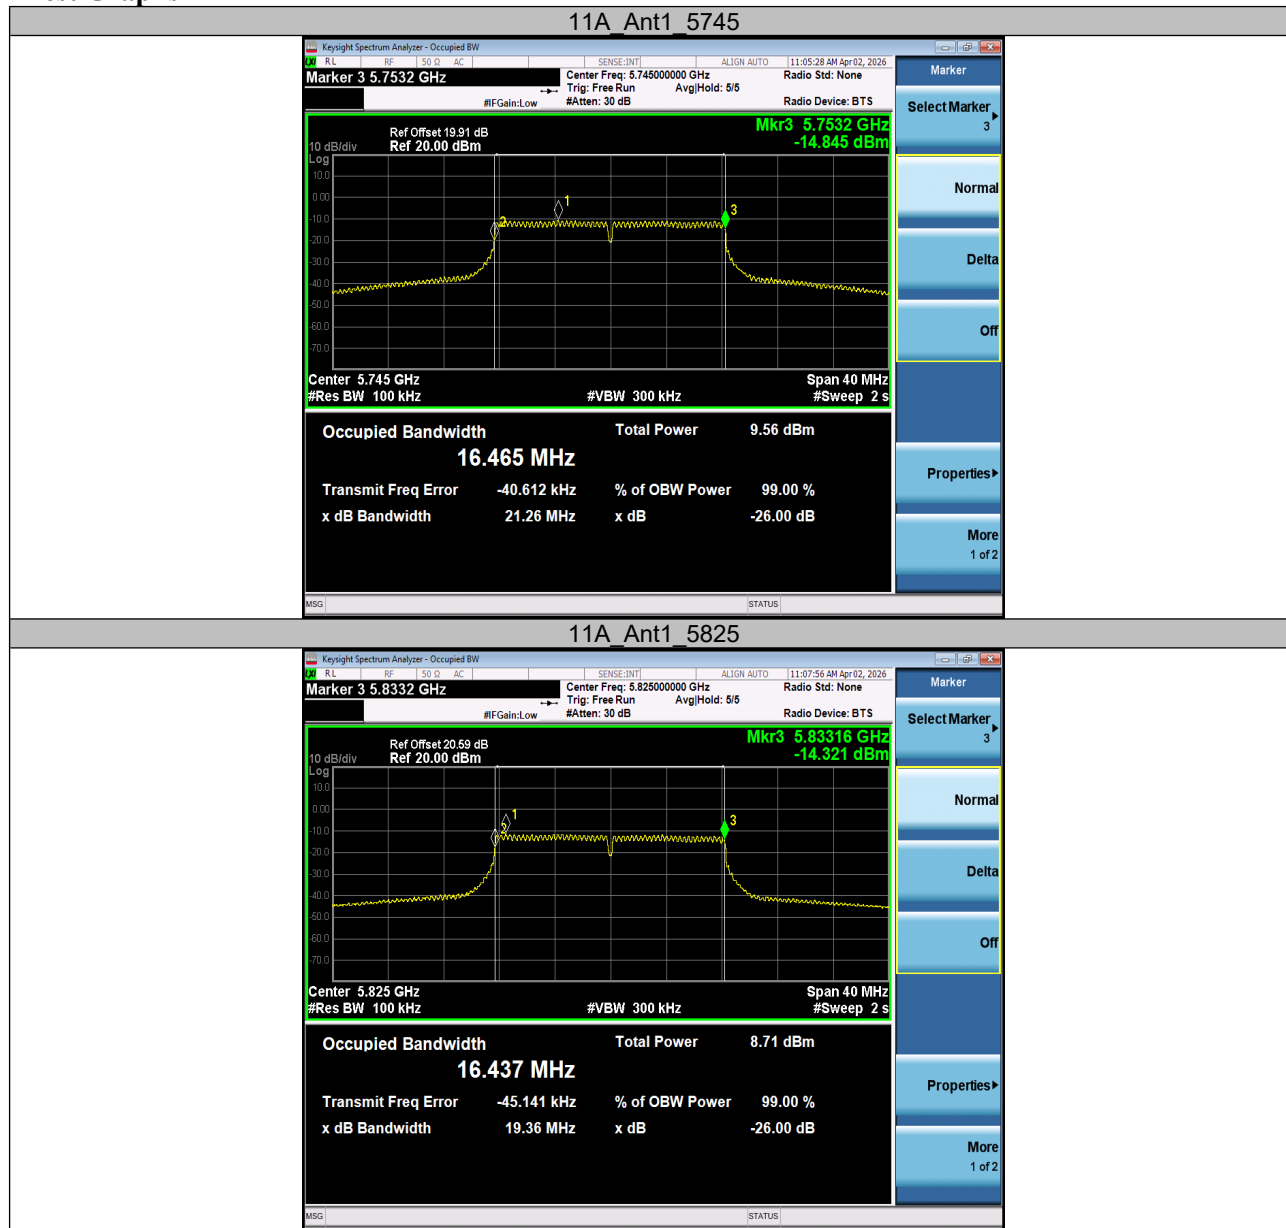 11A_Ant1_5745
Keysight Spectrum Analyzer - Occupied BW
LXI RL RF 50 Ω AC SENSE:INT ALIGN AUTO 11:05:28 AM Apr 02, 2026
Marker 3 5.7532 GHz
Center Freq: 5.745000000 GHz Radio Std: None
Trig: Free Run Avg|Hold: 5/5
#IFGain:Low #Atten: 30 dB Radio Device: BTS
Mkr3 5.7532 GHz
-14.845 dBm
Ref Offset 19.91 dB
10 dB/div Ref 20.00 dBm
Log
10.0
0.00
-10.0
-20.0
-30.0
-40.0
-50.0
-60.0
-70.0
1
2
3
Center 5.745 GHz Span 40 MHz
#Res BW 100 kHz #VBW 300 kHz #Sweep 2 s
Occupied Bandwidth Total Power 9.56 dBm
16.465 MHz
Transmit Freq Error -40.612 kHz % of OBW Power 99.00 %
x dB Bandwidth 21.26 MHz x dB -26.00 dB
MSG STATUS
Marker
Select Marker
3
Normal
Delta
Off
Properties
More
1 of 2
11A_Ant1_5825
Keysight Spectrum Analyzer - Occupied BW
LXI RL RF 50 Ω AC SENSE:INT ALIGN AUTO 11:07:56 AM Apr 02, 2026
Marker 3 5.8332 GHz
Center Freq: 5.825000000 GHz Radio Std: None
Trig: Free Run Avg|Hold: 5/5
#IFGain:Low #Atten: 30 dB Radio Device: BTS
Mkr3 5.83316 GHz
-14.321 dBm
Ref Offset 20.59 dB
10 dB/div Ref 20.00 dBm
Log
10.0
0.00
-10.0
-20.0
-30.0
-40.0
-50.0
-60.0
-70.0
1
2
3
Center 5.825 GHz Span 40 MHz
#Res BW 100 kHz #VBW 300 kHz #Sweep 2 s
Occupied Bandwidth Total Power 8.71 dBm
16.437 MHz
Transmit Freq Error -45.141 kHz % of OBW Power 99.00 %
x dB Bandwidth 19.36 MHz x dB -26.00 dB
MSG STATUS
Marker
Select Marker
3
Normal
Delta
Off
Properties
More
1 of 2